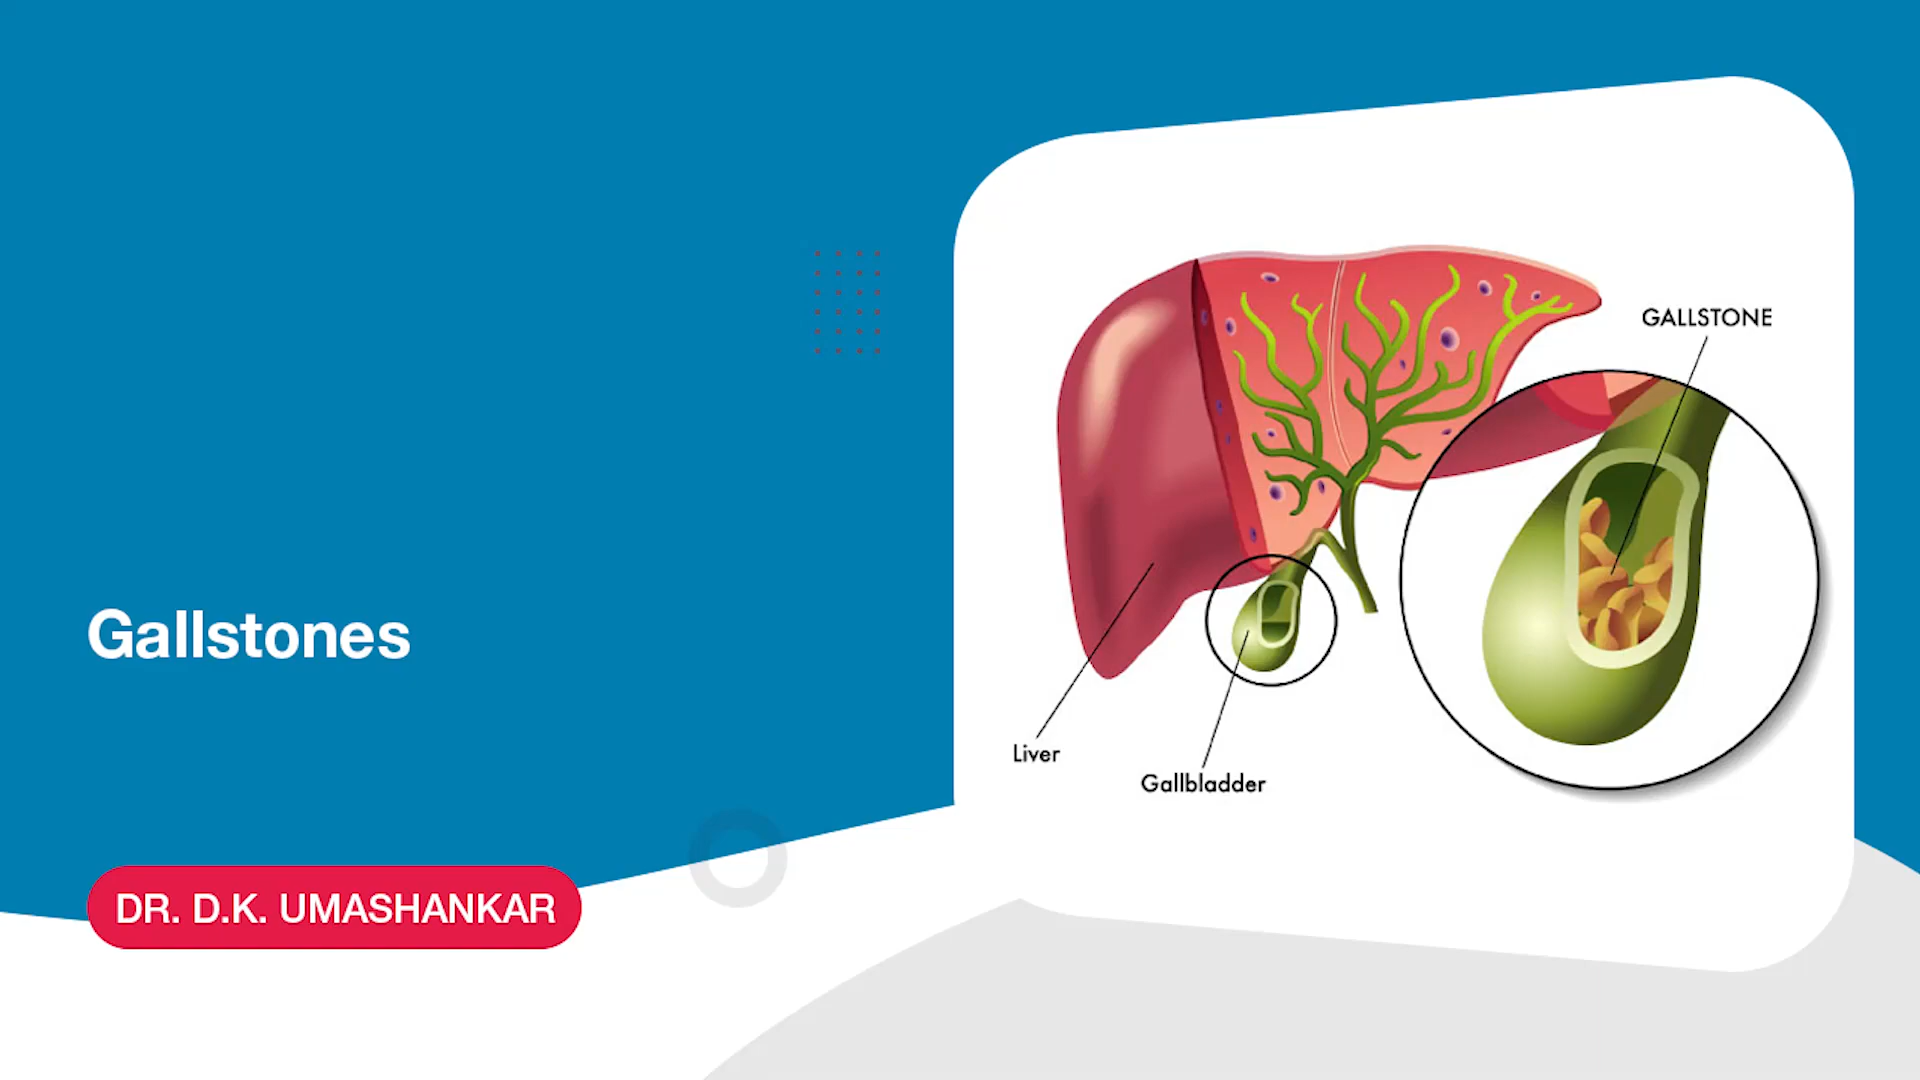 Gallstones
DR. D.K. UMASHANKAR
GALLSTONE
Liver
Gallbladder